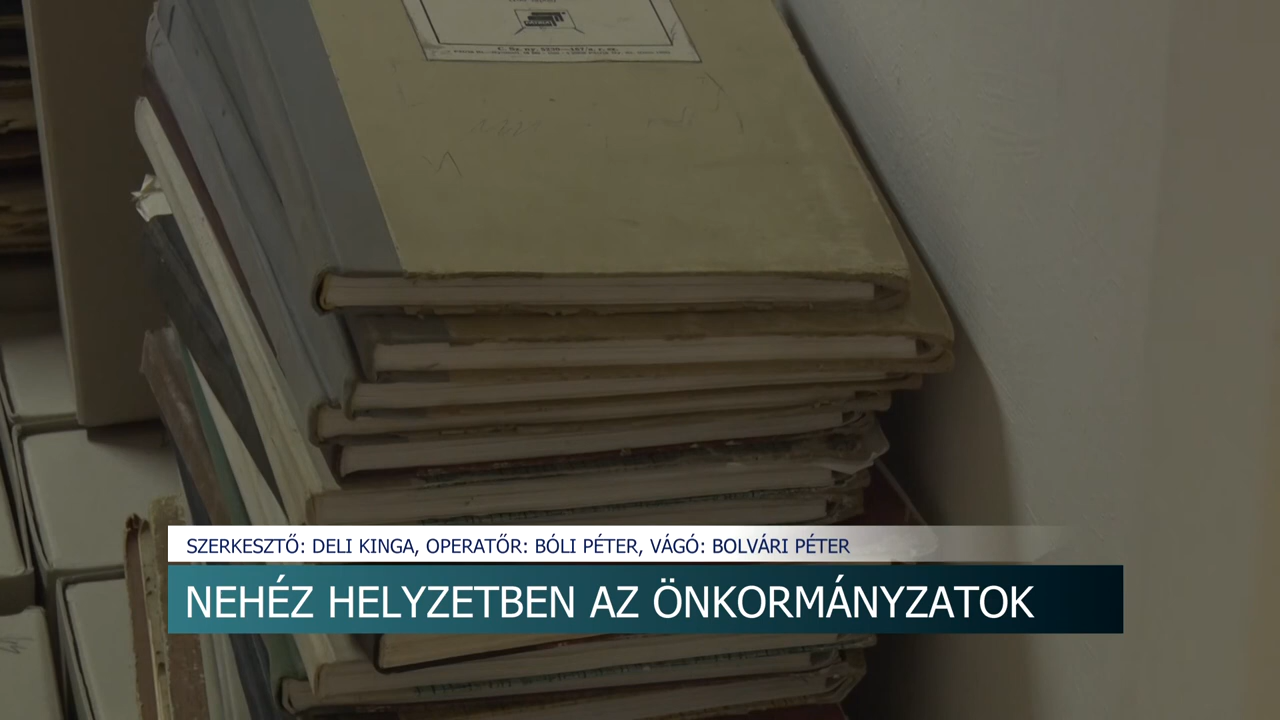 SZERKESZTŐ: DELI KINGA, OPERATŐR: BÓLI PÉTER, VÁGÓ: BOLVÁRI PÉTER
NEHÉZ HELYZETBEN AZ ÖNKORMÁNYZATOK